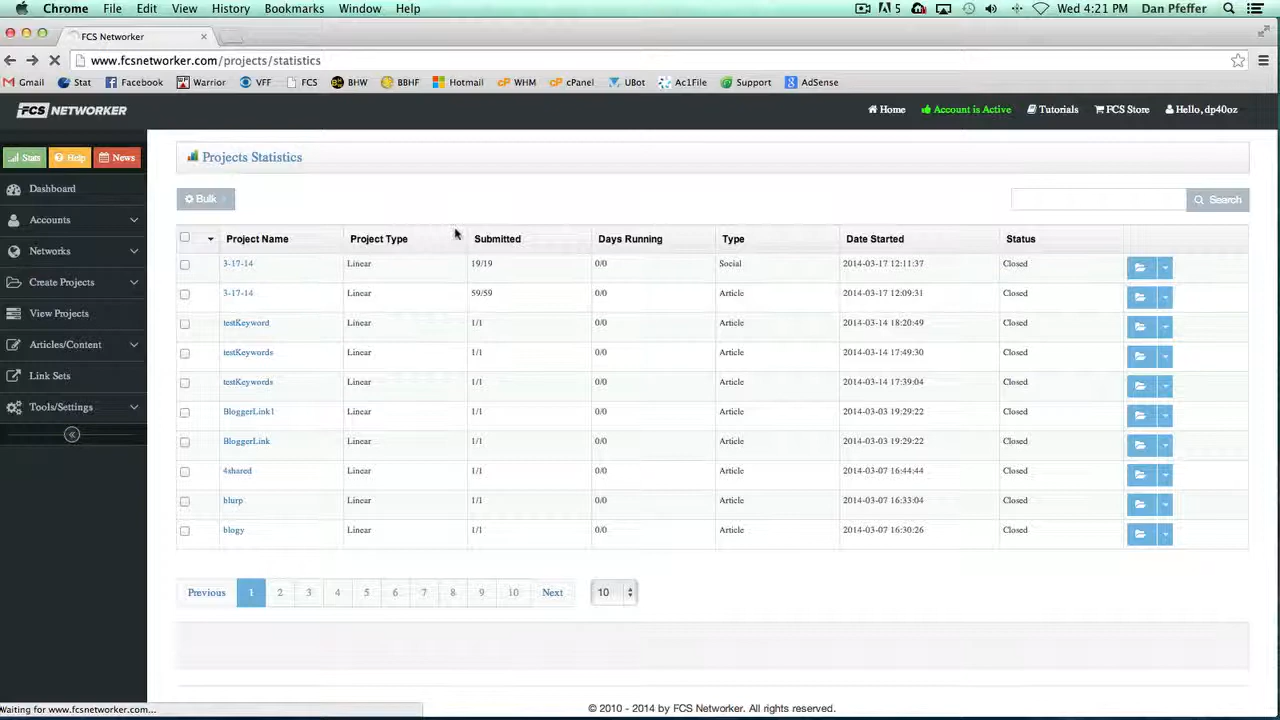 Chrome File Edit View History Bookmarks Window Help 5 Wed 4:21 PM Dan Pfeffer
FCS Networker ×
www.fcsnetworker.com/projects/statistics
Gmail Stat Facebook Warrior VFF FCS BHW BBHF Hotmail WHM cPanel UBot Ac1File Support AdSense
FCS NETWORKER Home Account is Active Tutorials FCS Store Hello, dp40oz
Stats Help News
Dashboard
Accounts
Networks
Create Projects
View Projects
Articles/Content
Link Sets
Tools/Settings
Projects Statistics
Bulk Search
Project Name Project Type Submitted Days Running Type Date Started Status
3-17-14 Linear 19/19 0/0 Social 2014-03-17 12:11:37 Closed
3-17-14 Linear 59/59 0/0 Article 2014-03-17 12:09:31 Closed
testKeyword Linear 1/1 0/0 Article 2014-03-14 18:20:49 Closed
testKeywords Linear 1/1 0/0 Article 2014-03-14 17:49:30 Closed
testKeywords Linear 1/1 0/0 Article 2014-03-14 17:39:04 Closed
BloggerLink1 Linear 1/1 0/0 Article 2014-03-03 19:29:22 Closed
BloggerLink Linear 1/1 0/0 Article 2014-03-03 19:29:22 Closed
4shared Linear 1/1 0/0 Article 2014-03-07 16:44:44 Closed
blurp Linear 1/1 0/0 Article 2014-03-07 16:33:04 Closed
blogy Linear 1/1 0/0 Article 2014-03-07 16:30:26 Closed
Previous 1 2 3 4 5 6 7 8 9 10 Next 10
Waiting for www.fcsnetworker.com...
© 2010 - 2014 by FCS Networker. All rights reserved.